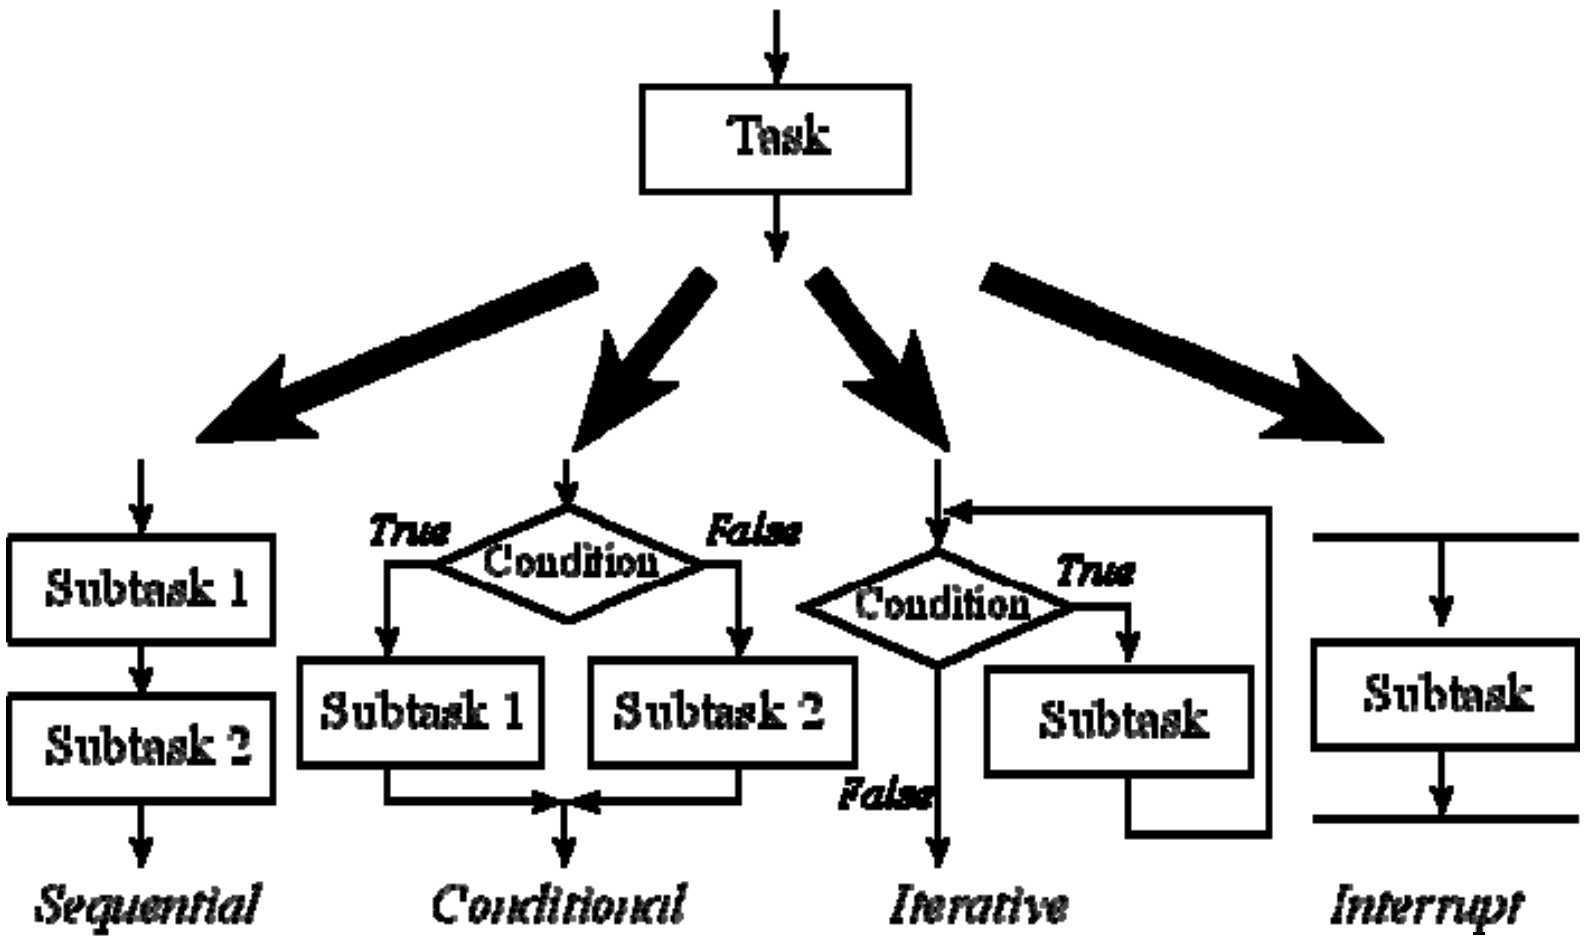 Task
Sequential
Subtask 1
Subtask 2
Conditional
True
Condition
False
Subtask 1
Subtask 2
Iterative
Condition
True
False
Subtask
Interrupt
Subtask